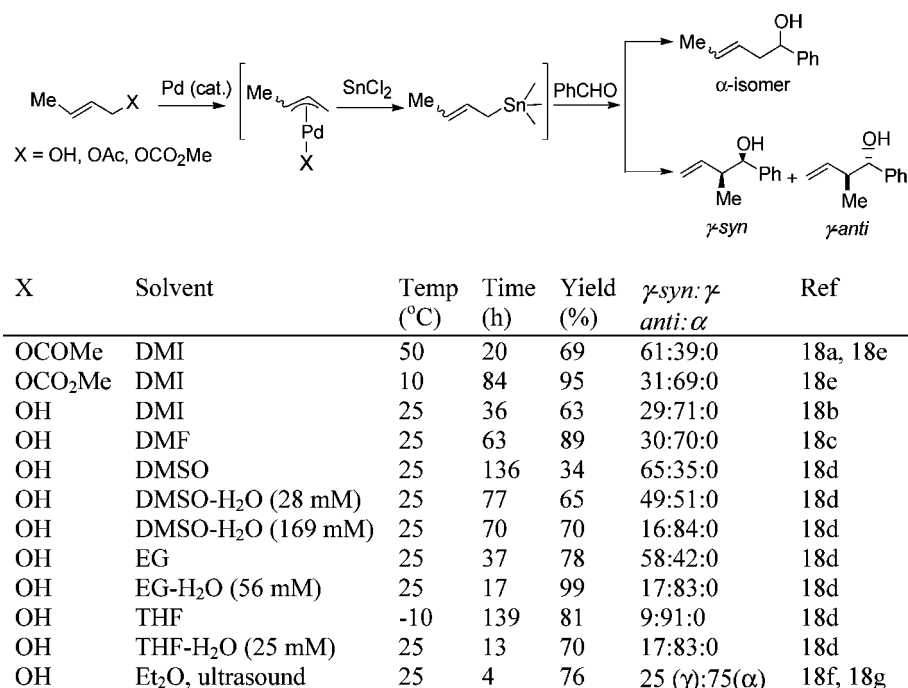 OH
Me
Ph
α-isomer
Me X
Pd (cat.)
Me
Pd
X
SnCl2
Me Sn
PhCHO
X = OH, OAc, OCO2Me
OH
Ph
Me
γ-syn
+
OH
Ph
Me
γ-anti
X Solvent Temp (°C) Time (h) Yield (%) γ-syn:γ-anti:α Ref
OCOMe DMI 50 20 69 61:39:0 18a, 18e
OCO2Me DMI 10 84 95 31:69:0 18e
OH DMI 25 36 63 29:71:0 18b
OH DMF 25 63 89 30:70:0 18c
OH DMSO 25 136 34 65:35:0 18d
OH DMSO-H2O (28 mM) 25 77 65 49:51:0 18d
OH DMSO-H2O (169 mM) 25 70 70 16:84:0 18d
OH EG 25 37 78 58:42:0 18d
OH EG-H2O (56 mM) 25 17 99 17:83:0 18d
OH THF -10 139 81 9:91:0 18d
OH THF-H2O (25 mM) 25 13 70 17:83:0 18d
OH Et2O, ultrasound 25 4 76 25 (γ):75(α) 18f, 18g